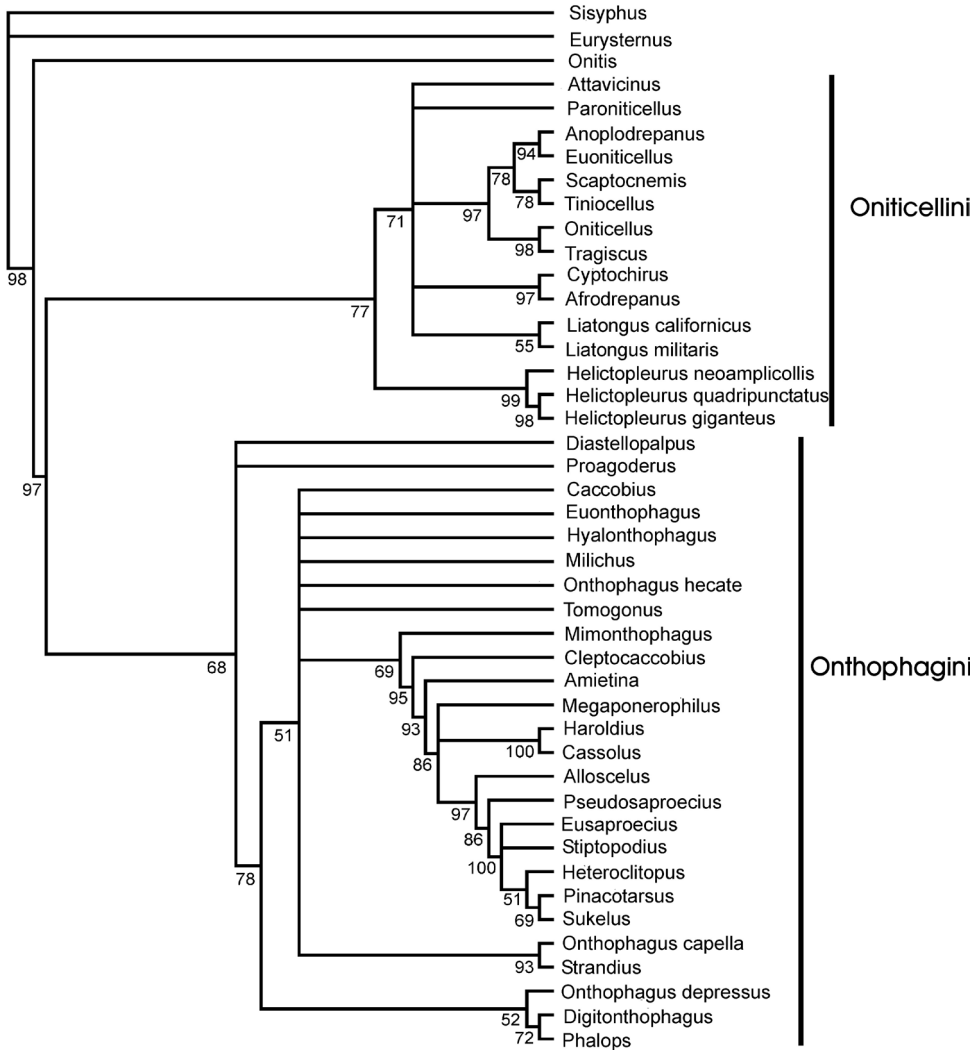 Sisyphus
Eurysternus
Onitis
Attavicinus
Paroniticellus
Anoplodrepanus
94
Euoniticellus
78
Scaptocnemis
78
Tiniocellus
Oniticellini
97
71
Oniticellus
98
Tragiscus
98
Cyptochirus
97
Afrodrepanus
77
Liatongus californicus
55
Liatongus militaris
Helictopleurus neoamplicollis
99
Helictopleurus quadripunctatus
98
Helictopleurus giganteus
Diastellopalpus
Proagoderus
97
Caccobius
Euonthophagus
Hyalonthophagus
Milichus
Onthophagus hecate
Tomogonus
Mimonthophagus
68
69
Cleptocaccobius
Onthophagini
95
Amietina
93
Megaponerophilus
51
Haroldius
100
Cassolus
86
Alloscelus
97
Pseudosaproecius
86
Eusaproecius
Stiptopodius
100
Heteroclitopus
78
51
Pinacotarsus
69
Sukelus
Onthophagus capella
93
Strandius
Onthophagus depressus
52
Digitonthophagus
72
Phalops